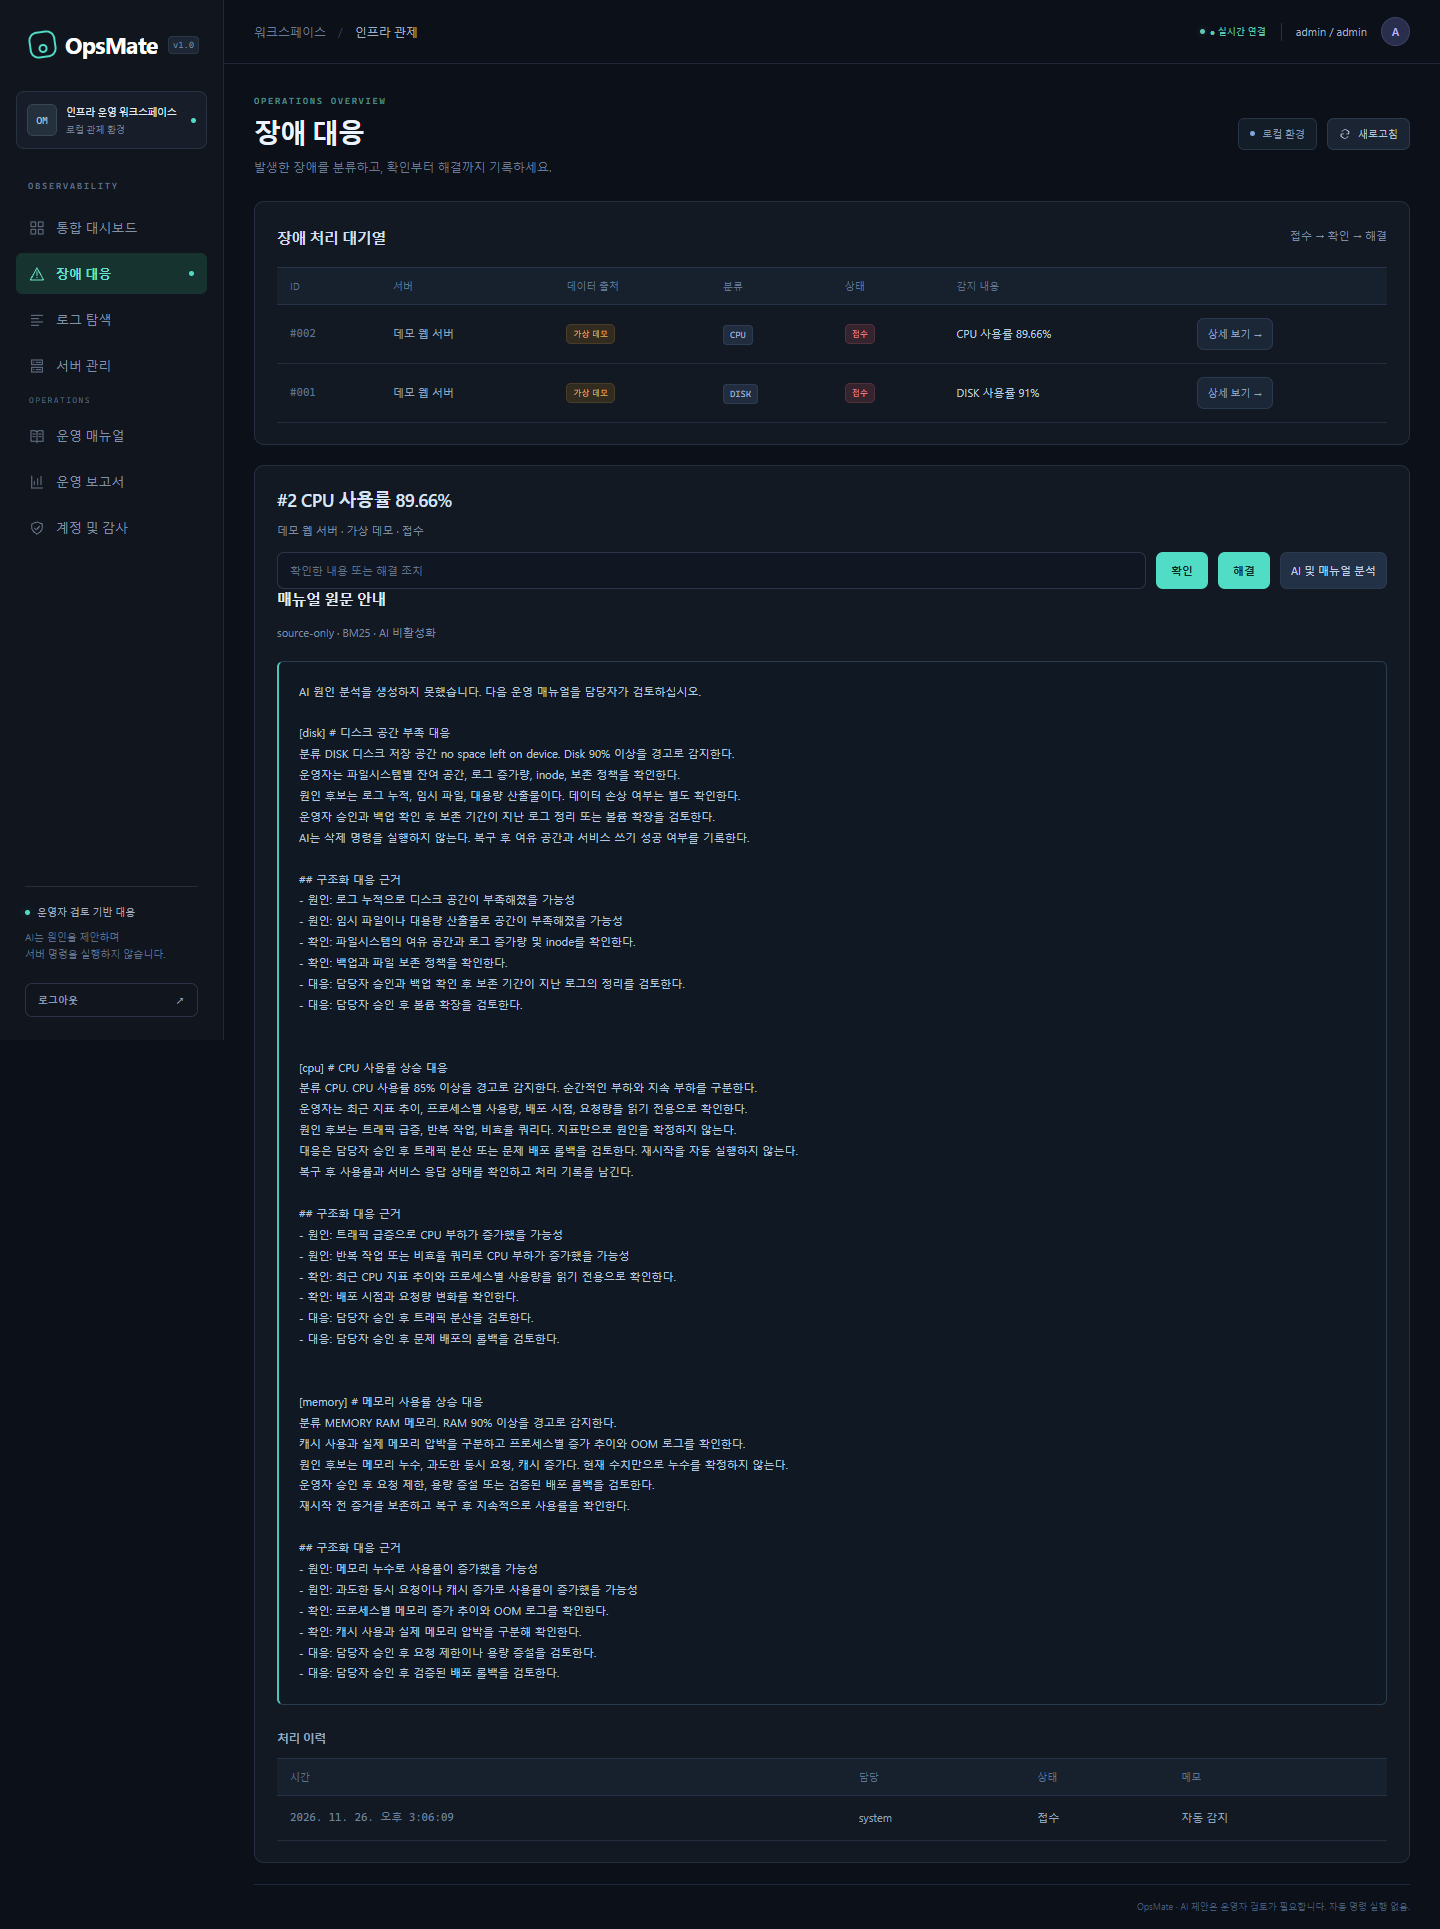 OpsMate v1.0
워크스페이스 / 인프라 관제
● 실시간 연결
admin / admin
A
OM
인프라 운영 워크스페이스
로컬 관제 환경
OBSERVABILITY
통합 대시보드
장애 대응
로그 탐색
서버 관리
OPERATIONS
운영 매뉴얼
운영 보고서
계정 및 감사
운영자 검토 기반 대응
AI는 원인을 제안하며
서버 명령을 실행하지 않습니다.
로그아웃 ↗
OPERATIONS OVERVIEW
장애 대응
발생한 장애를 분류하고, 확인부터 해결까지 기록하세요.
로컬 환경
새로고침
장애 처리 대기열
접수 → 확인 → 해결
ID 서버 데이터 출처 분류 상태 감지 내용
#002 데모 웹 서버 가상 데모 CPU 접수 CPU 사용률 89.66% 상세 보기 →
#001 데모 웹 서버 가상 데모 DISK 접수 DISK 사용률 91% 상세 보기 →
#2 CPU 사용률 89.66%
데모 웹 서버 · 가상 데모 · 접수
확인한 내용 또는 해결 조치
확인
해결
AI 및 매뉴얼 분석
매뉴얼 원문 안내
source-only · BM25 · AI 비활성화
AI 원인 분석을 생성하지 못했습니다. 다음 운영 매뉴얼을 담당자가 검토하십시오.
[disk] # 디스크 공간 부족 대응
분류 DISK 디스크 저장 공간 no space left on device. Disk 90% 이상을 경고로 감지한다.
운영자는 파일시스템별 잔여 공간, 로그 증가량, inode, 보존 정책을 확인한다.
원인 후보는 로그 누적, 임시 파일, 대용량 산출물이다. 데이터 손상 여부는 별도 확인한다.
운영자 승인과 백업 확인 후 보존 기간이 지난 로그 정리 또는 볼륨 확장을 검토한다.
AI는 삭제 명령을 실행하지 않는다. 복구 후 여유 공간과 서비스 쓰기 성공 여부를 기록한다.
## 구조화 대응 근거
- 원인: 로그 누적으로 디스크 공간이 부족해졌을 가능성
- 원인: 임시 파일이나 대용량 산출물로 공간이 부족해졌을 가능성
- 확인: 파일시스템의 여유 공간과 로그 증가량 및 inode를 확인한다.
- 확인: 백업과 파일 보존 정책을 확인한다.
- 대응: 담당자 승인과 백업 확인 후 보존 기간이 지난 로그의 정리를 검토한다.
- 대응: 담당자 승인 후 볼륨 확장을 검토한다.
[cpu] # CPU 사용률 상승 대응
분류 CPU. CPU 사용률 85% 이상을 경고로 감지한다. 순간적인 부하와 지속 부하를 구분한다.
운영자는 최근 지표 추이, 프로세스별 사용량, 배포 시점, 요청량을 읽기 전용으로 확인한다.
원인 후보는 트래픽 급증, 반복 작업, 비효율 쿼리다. 지표만으로 원인을 확정하지 않는다.
대응은 담당자 승인 후 트래픽 분산 또는 문제 배포 롤백을 검토한다. 재시작을 자동 실행하지 않는다.
복구 후 사용률과 서비스 응답 상태를 확인하고 처리 기록을 남긴다.
## 구조화 대응 근거
- 원인: 트래픽 급증으로 CPU 부하가 증가했을 가능성
- 원인: 반복 작업 또는 비효율 쿼리로 CPU 부하가 증가했을 가능성
- 확인: 최근 CPU 지표 추이와 프로세스별 사용량을 읽기 전용으로 확인한다.
- 확인: 배포 시점과 요청량 변화를 확인한다.
- 대응: 담당자 승인 후 트래픽 분산을 검토한다.
- 대응: 담당자 승인 후 문제 배포의 롤백을 검토한다.
[memory] # 메모리 사용률 상승 대응
분류 MEMORY RAM 메모리. RAM 90% 이상을 경고로 감지한다.
캐시 사용과 실제 메모리 압박을 구분하고 프로세스별 증가 추이와 OOM 로그를 확인한다.
원인 후보는 메모리 누수, 과도한 동시 요청, 캐시 증가다. 현재 수치만으로 누수를 확정하지 않는다.
운영자 승인 후 요청 제한, 용량 증설 또는 검증된 배포 롤백을 검토한다.
재시작 전 증거를 보존하고 복구 후 지속적으로 사용률을 확인한다.
## 구조화 대응 근거
- 원인: 메모리 누수로 사용률이 증가했을 가능성
- 원인: 과도한 동시 요청이나 캐시 증가로 사용률이 증가했을 가능성
- 확인: 프로세스별 메모리 증가 추이와 OOM 로그를 확인한다.
- 확인: 캐시 사용과 실제 메모리 압박을 구분해 확인한다.
- 대응: 담당자 승인 후 요청 제한이나 용량 증설을 검토한다.
- 대응: 담당자 승인 후 검증된 배포 롤백을 검토한다.
처리 이력
시간 담당 상태 메모
2026. 11. 26. 오후 3:06:09 system 접수 자동 감지
OpsMate · AI 제안은 운영자 검토가 필요합니다. 자동 명령 실행 없음.